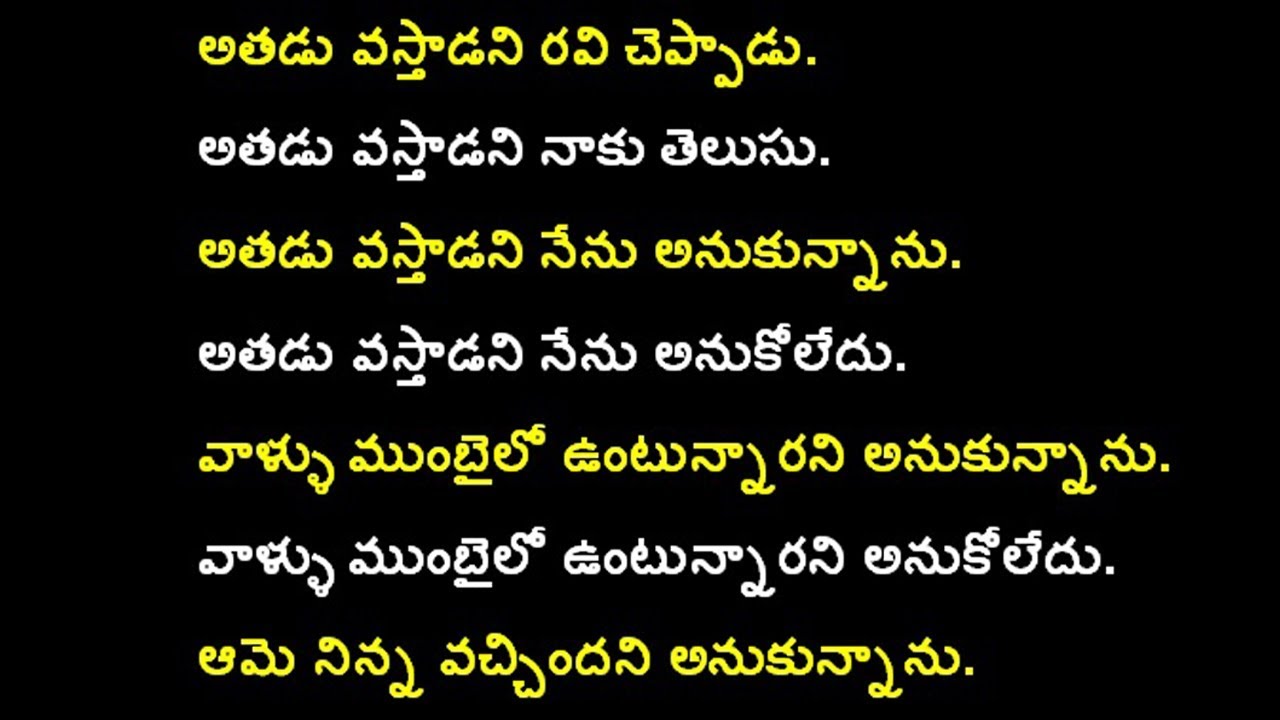 అతడు వస్తాడని రవి చెప్పాడు.
అతడు వస్తాడని నాకు తెలుసు.
అతడు వస్తాడని నేను అనుకున్నాను.
అతడు వస్తాడని నేను అనుకోలేదు.
వాళ్ళు ముంబైలో ఉంటున్నారని అనుకున్నాను.
వాళ్ళు ముంబైలో ఉంటున్నారని అనుకోలేదు.
ఆమె నిన్న వచ్చిందని అనుకున్నాను.